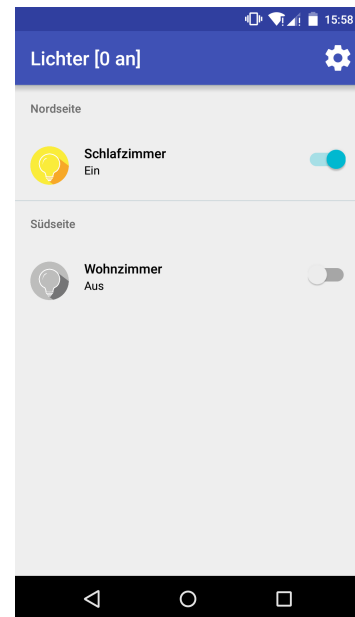 15:58
Lichter [0 an]
Nordseite
Schlafzimmer
Ein
Südseite
Wohnzimmer
Aus